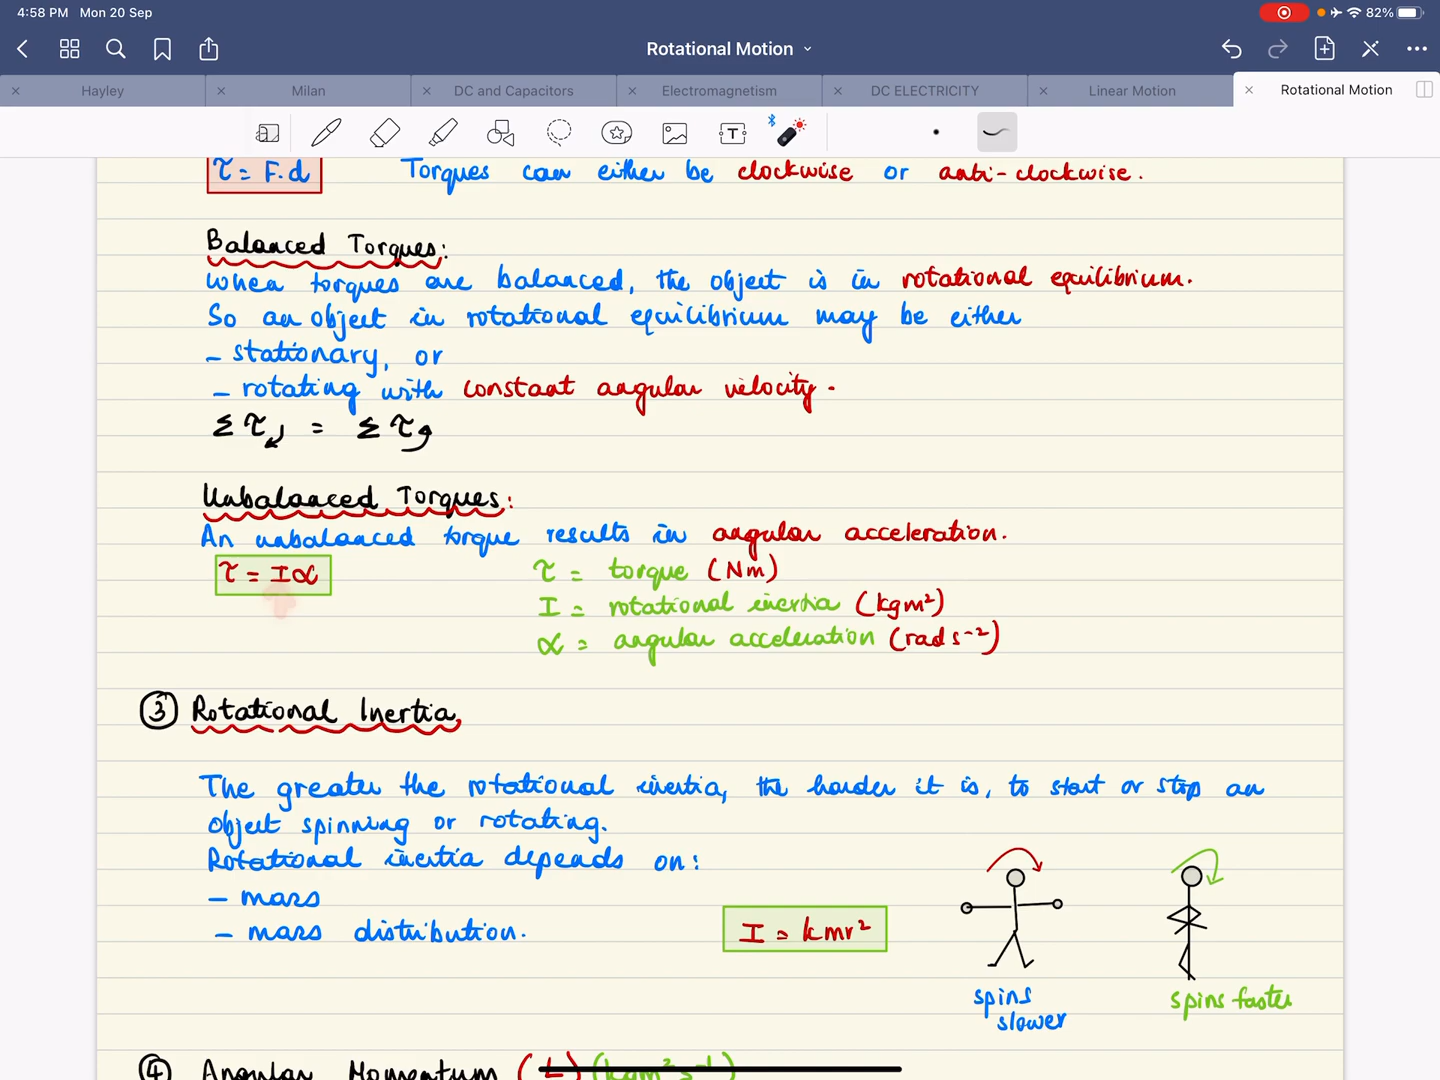 4:58 PM Mon 20 Sep
82%
Rotational Motion
Hayley
Milan
DC and Capacitors
Electromagnetism
DC ELECTRICITY
Linear Motion
Rotational Motion
τ = F.d Torques can either be clockwise or anti-clockwise.
Balanced Torques:
When torques are balanced, the object is in rotational equilibrium.
So an object in rotational equilibrium may be either
- stationary, or
- rotating with constant angular velocity.
Σ τ↓ = Σ τ↑
Unbalanced Torques:
An unbalanced torque results in angular acceleration.
τ = Iα
τ = torque (Nm)
I = rotational inertia (kgm²)
α = angular acceleration (rad s⁻²)
③ Rotational Inertia
The greater the rotational inertia, the harder it is, to start or stop an
object spinning or rotating.
Rotational inertia depends on:
- mass
- mass distribution.
I = kmr²
spins
slower
spins faster
④ Angular Momentum (L) (kgm²s⁻¹)